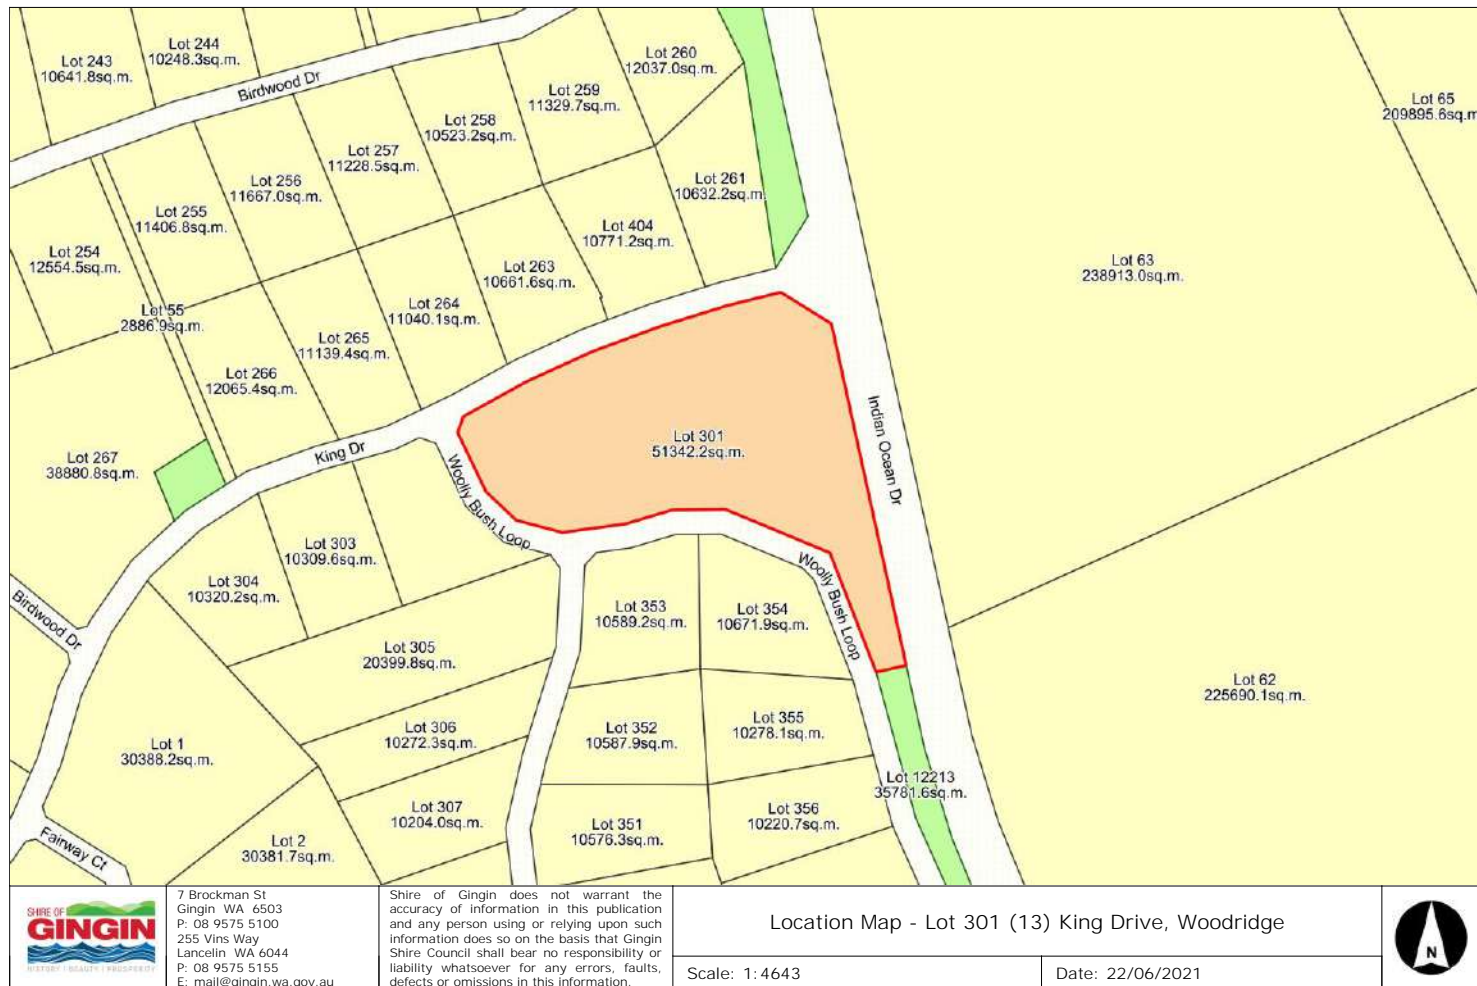 Lot 243
10641.8sq.m.
Lot 244
10248.3sq.m.
Birdwood Dr
Lot 260
12037.0sq.m.
Lot 259
11329.7sq.m.
Lot 258
10523.2sq.m.
Lot 257
11228.5sq.m.
Lot 256
11667.0sq.m.
Lot 255
11406.8sq.m.
Lot 254
12554.5sq.m.
Lot 261
10632.2sq.m.
Lot 404
10771.2sq.m.
Lot 263
10661.6sq.m.
Lot 264
11040.1sq.m.
Lot 55
2886.9sq.m.
Lot 265
11139.4sq.m.
Lot 266
12065.4sq.m.
Lot 65
209895.6sq.m
Lot 63
238913.0sq.m.
Lot 267
38880.8sq.m.
King Dr
Lot 301
51342.2sq.m.
Indian Ocean Dr
Woolly Bush Loop
Lot 303
10309.6sq.m.
Lot 304
10320.2sq.m.
Birdwood Dr
Lot 353
10589.2sq.m.
Lot 354
10671.9sq.m.
Woolly Bush Loop
Lot 305
20399.8sq.m.
Lot 62
225690.1sq.m.
Lot 1
30388.2sq.m.
Lot 306
10272.3sq.m.
Lot 352
10587.9sq.m.
Lot 355
10278.1sq.m.
Lot 12213
35781.6sq.m.
Lot 307
10204.0sq.m.
Lot 351
10576.3sq.m.
Lot 356
10220.7sq.m.
Fairway Ct
Lot 2
30381.7sq.m.
SHIRE OF
GINGIN
HISTORY | BEAUTY | PROSPERITY
7 Brockman St
Gingin WA 6503
P: 08 9575 5100
255 Vins Way
Lancelin WA 6044
P: 08 9575 5155
E: mail@gingin.wa.gov.au
Shire of Gingin does not warrant the
accuracy of information in this publication
and any person using or relying upon such
information does so on the basis that Gingin
Shire Council shall bear no responsibility or
liability whatsoever for any errors, faults,
defects or omissions in this information.
Location Map - Lot 301 (13) King Drive, Woodridge
Scale: 1:4643
Date: 22/06/2021
N